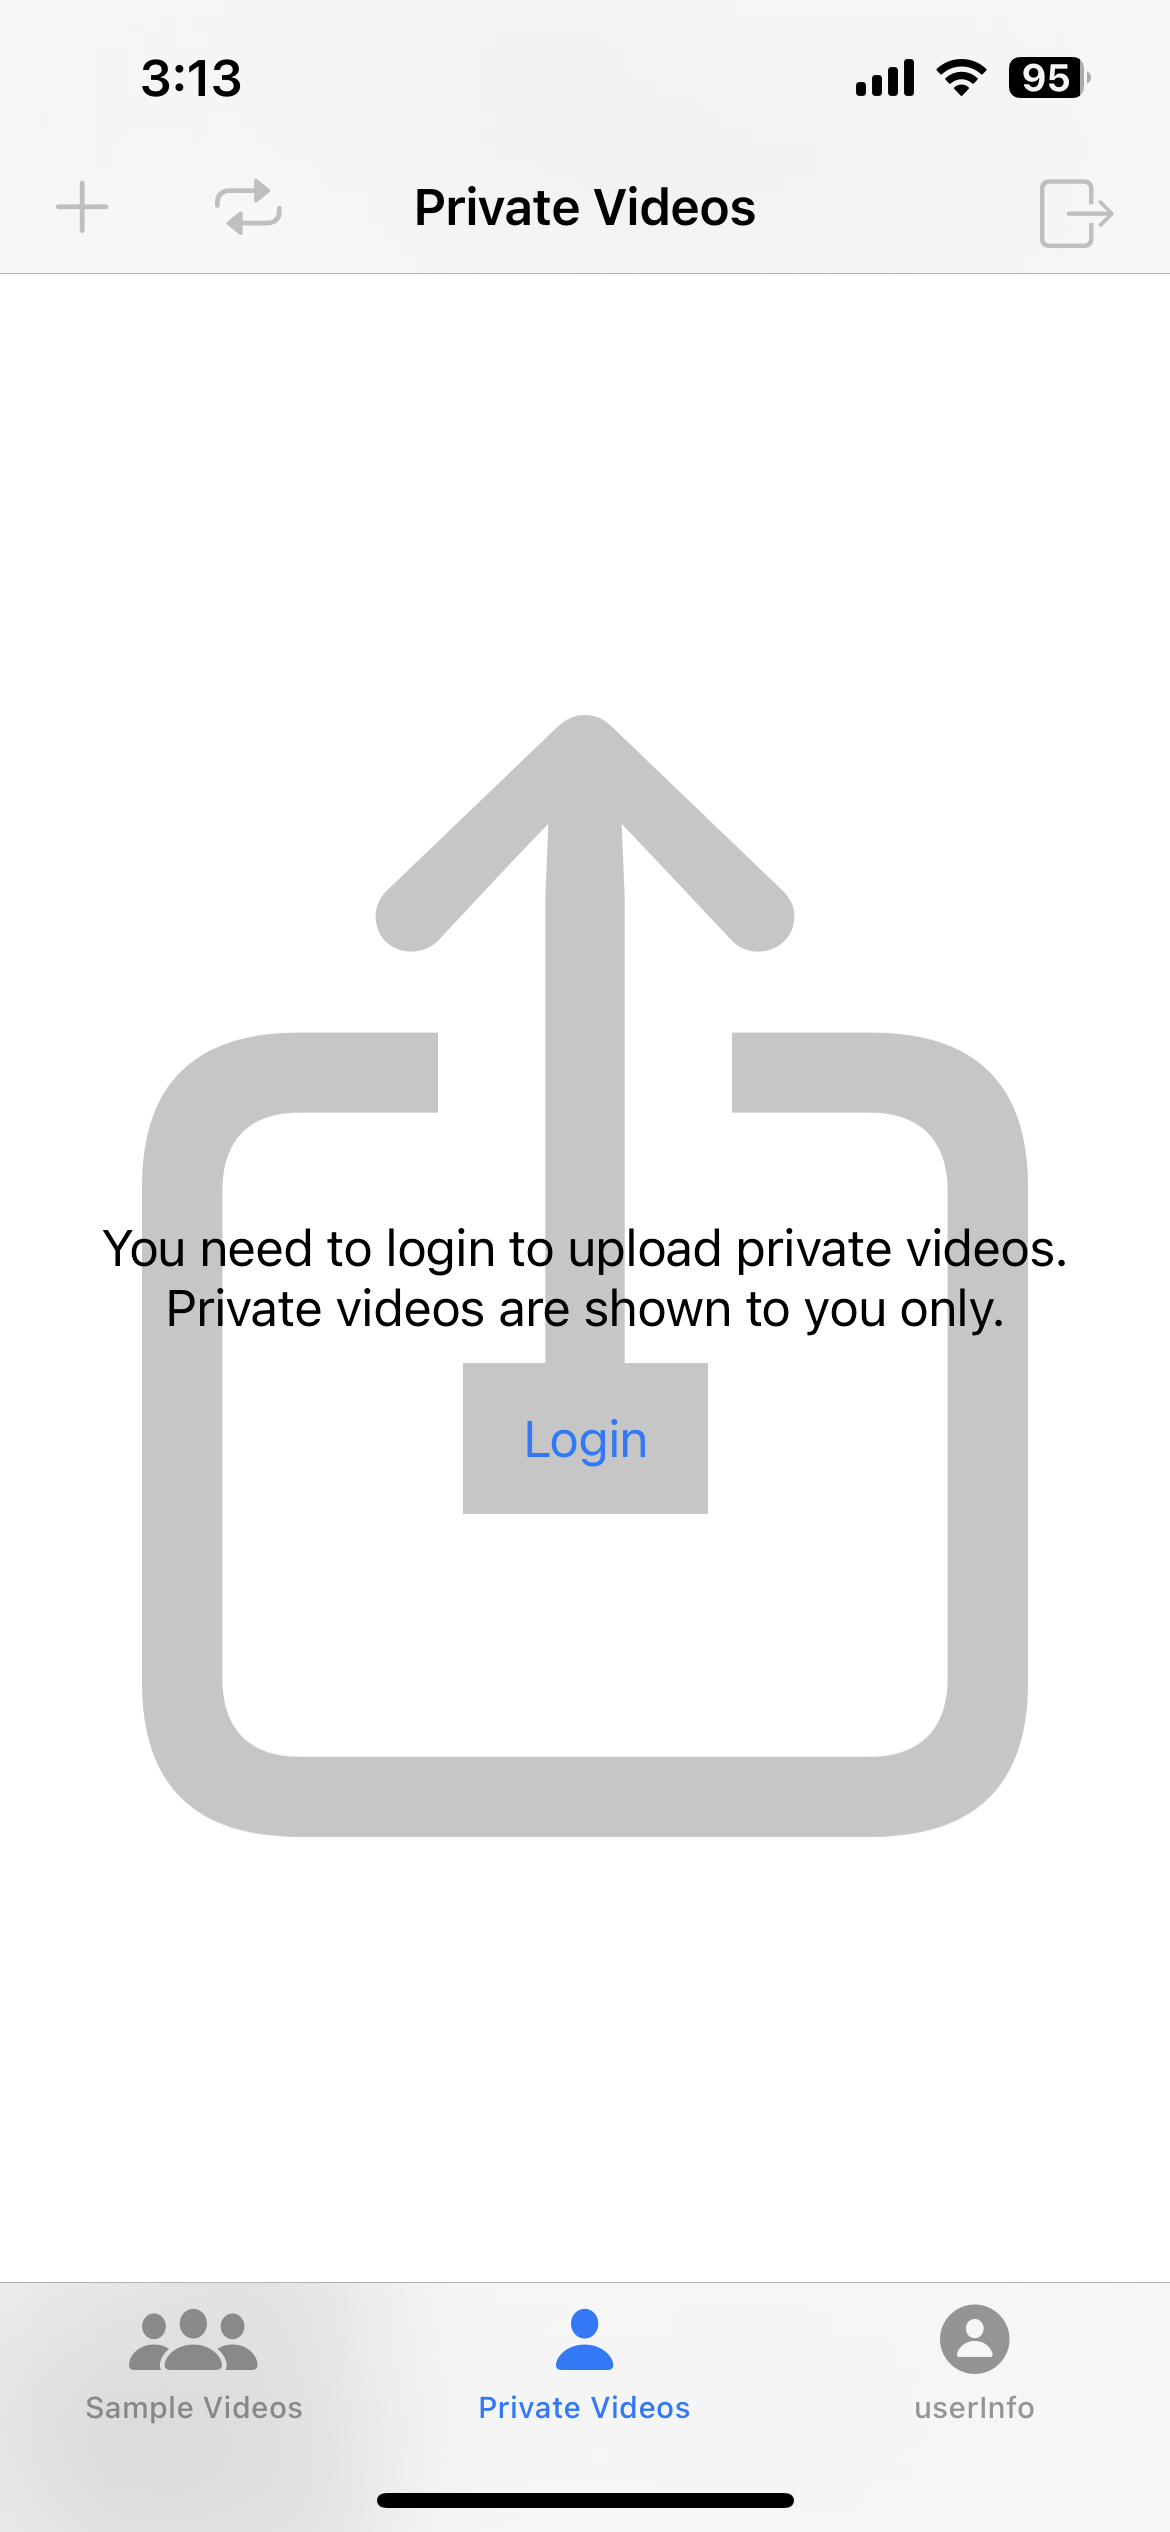 3:13
95
Private Videos
You need to login to upload private videos.
Private videos are shown to you only.
Login
Sample Videos
Private Videos
userInfo